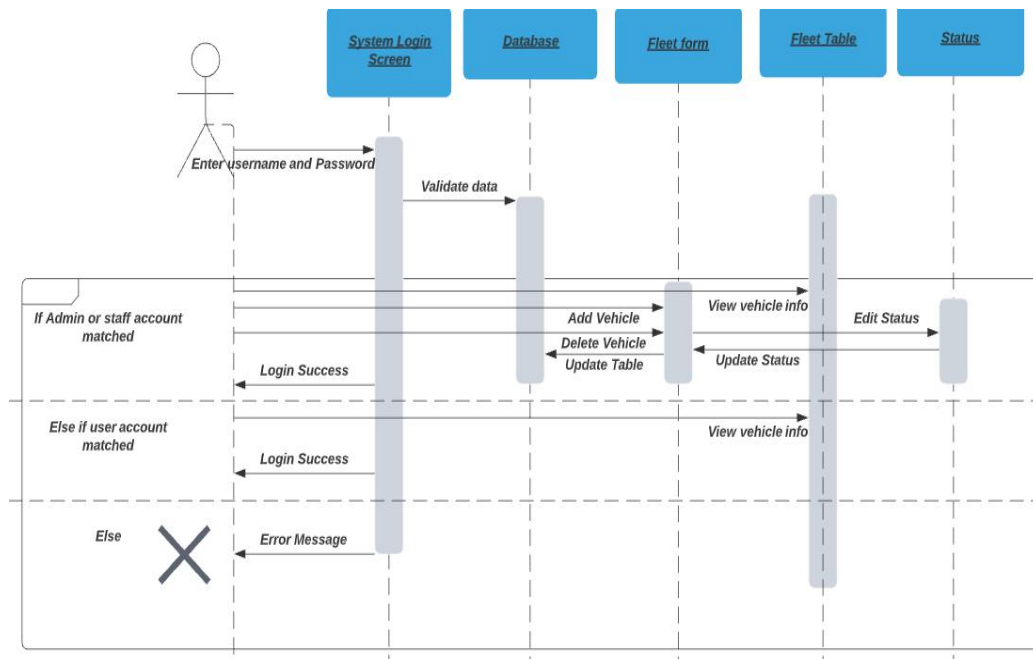 System Login
Screen
Database
Fleet form
Fleet Table
Status
Enter username and Password
Validate data
View vehicle info
If Admin or staff account
matched
Add Vehicle
Edit Status
Delete Vehicle
Update Table
Update Status
Login Success
Else if user account
matched
View vehicle info
Login Success
Else
Error Message